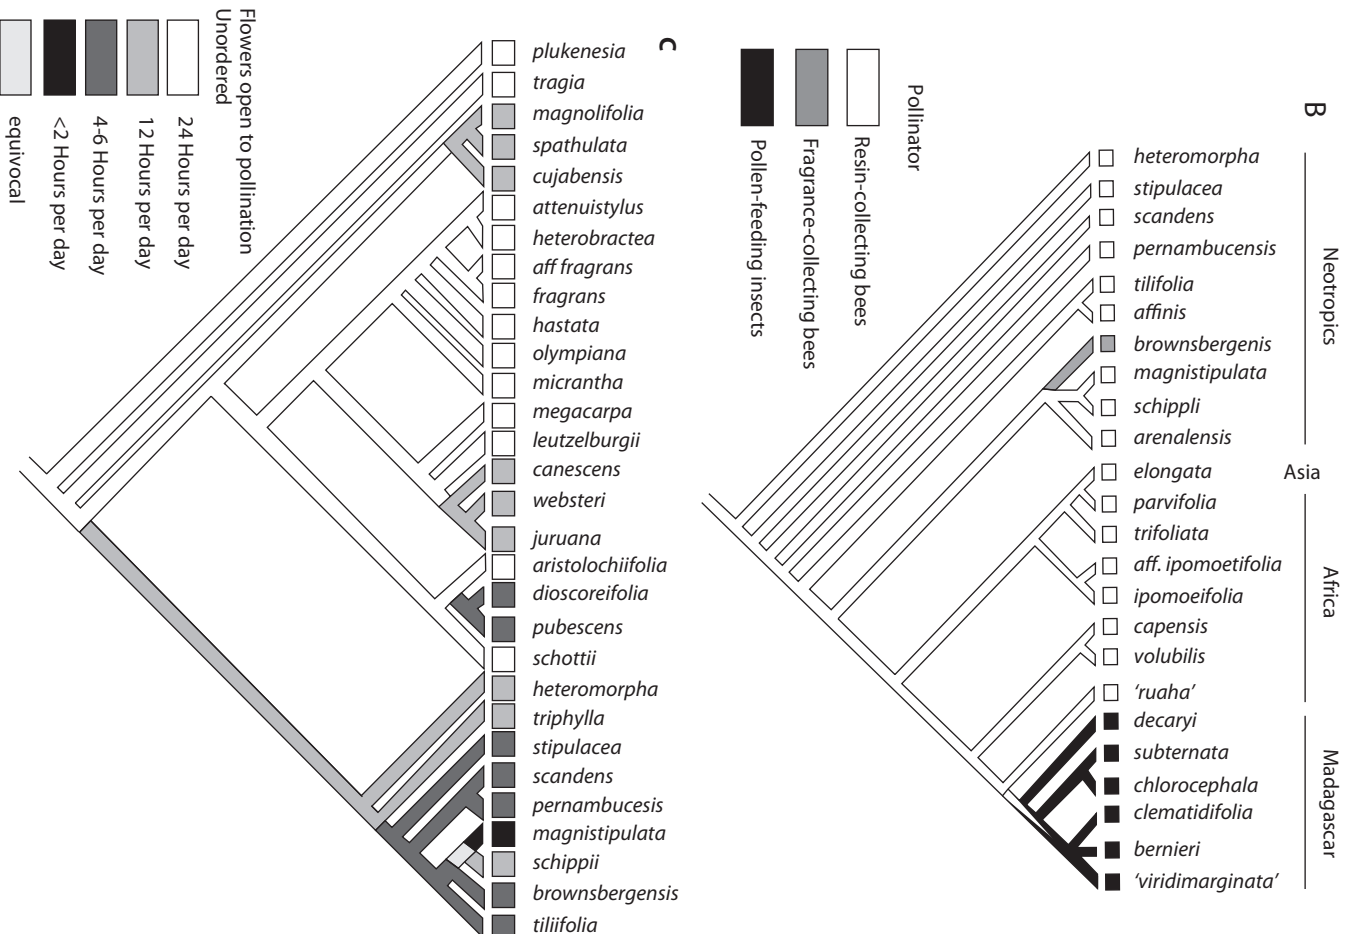 B
Neotropics
Asia
Africa
Madagascar
heteromorpha
stipulacea
scandens
pernambucensis
tilifolia
affinis
brownsbergenis
magnistipulata
schippli
arenalensis
elongata
parvifolia
trifoliata
aff. ipomoetifolia
ipomoeifolia
capensis
volubilis
‘ruaha’
decaryi
subternata
chlorocephala
clematidifolia
bernieri
‘viridimarginata’
Pollinator
Resin-collecting bees
Fragrance-collecting bees
Pollen-feeding insects
C
plukenesia
tragia
magnolifolia
spathulata
cujabensis
attenuistylus
heterobractea
aff fragrans
fragrans
hastata
olympiana
micrantha
megacarpa
leutzelburgii
canescens
websteri
juruana
aristolochiifolia
dioscoreifolia
pubescens
schottii
heteromorpha
triphylla
stipulacea
scandens
pernambucesis
magnistipulata
schippii
brownsbergensis
tiliifolia
Flowers open to pollination
Unordered
24 Hours per day
12 Hours per day
4-6 Hours per day
<2 Hours per day
equivocal